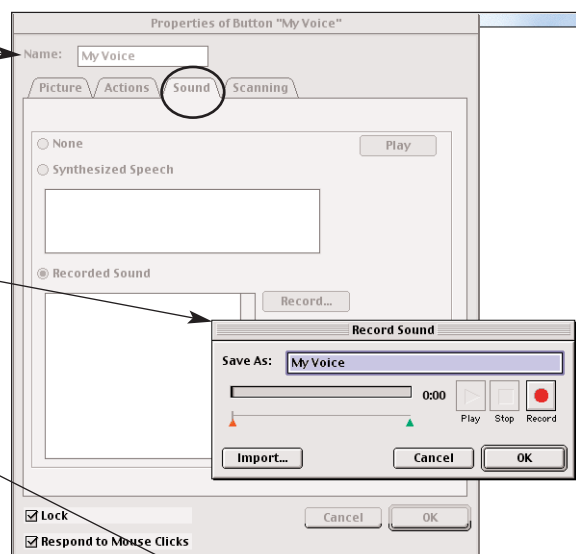 Properties of Button "My Voice"
Name: My Voice
Picture Actions Sound Scanning
None
Play
Synthesized Speech
Recorded Sound
Record...
Record Sound
Save As: My Voice
0:00
Play Stop Record
Import... Cancel OK
Lock
Cancel OK
Respond to Mouse Clicks